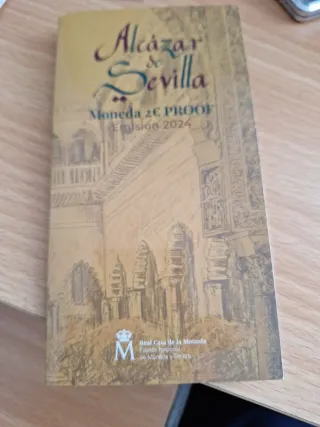 Alcázar
de
Sevilla
Moneda 2€ PROOF
Emisión 2024
Real Casa de la Moneda
Fábrica Nacional
de Moneda y Timbre